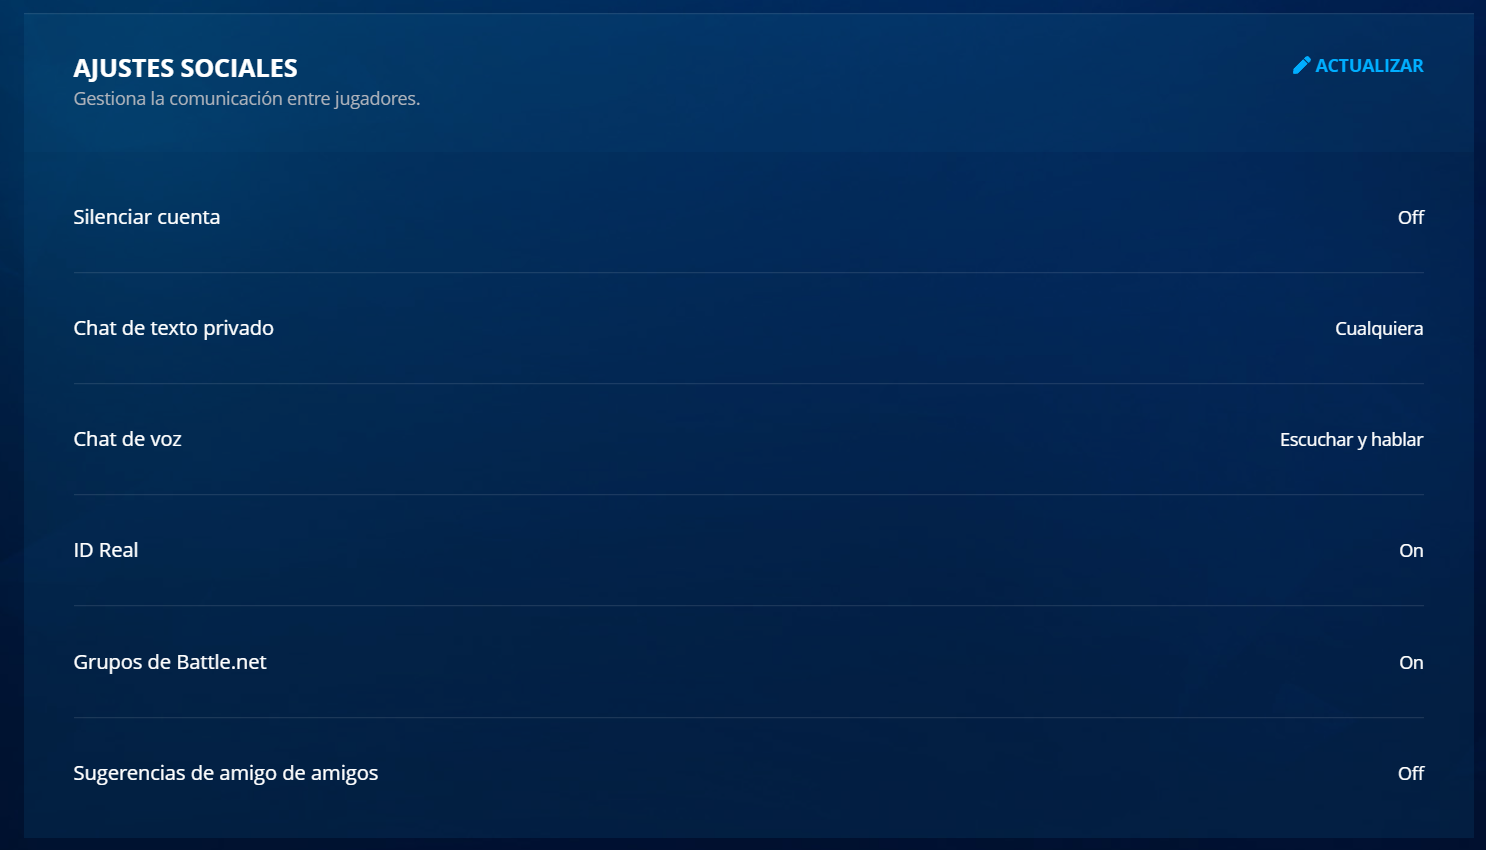 AJUSTES SOCIALES
ACTUALIZAR
Gestiona la comunicación entre jugadores.
Silenciar cuenta
Off
Chat de texto privado
Cualquiera
Chat de voz
Escuchar y hablar
ID Real
On
Grupos de Battle.net
On
Sugerencias de amigo de amigos
Off